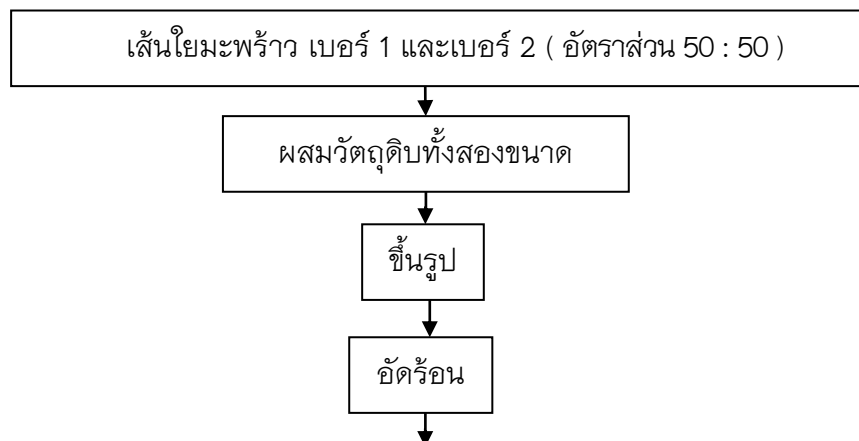 เส้นใยมะพร้าว เบอร์ 1 และเบอร์ 2 ( อัตราส่วน 50 : 50 )
ผสมวัตถุดิบทั้งสองขนาด
ขึ้นรูป
อัดร้อน